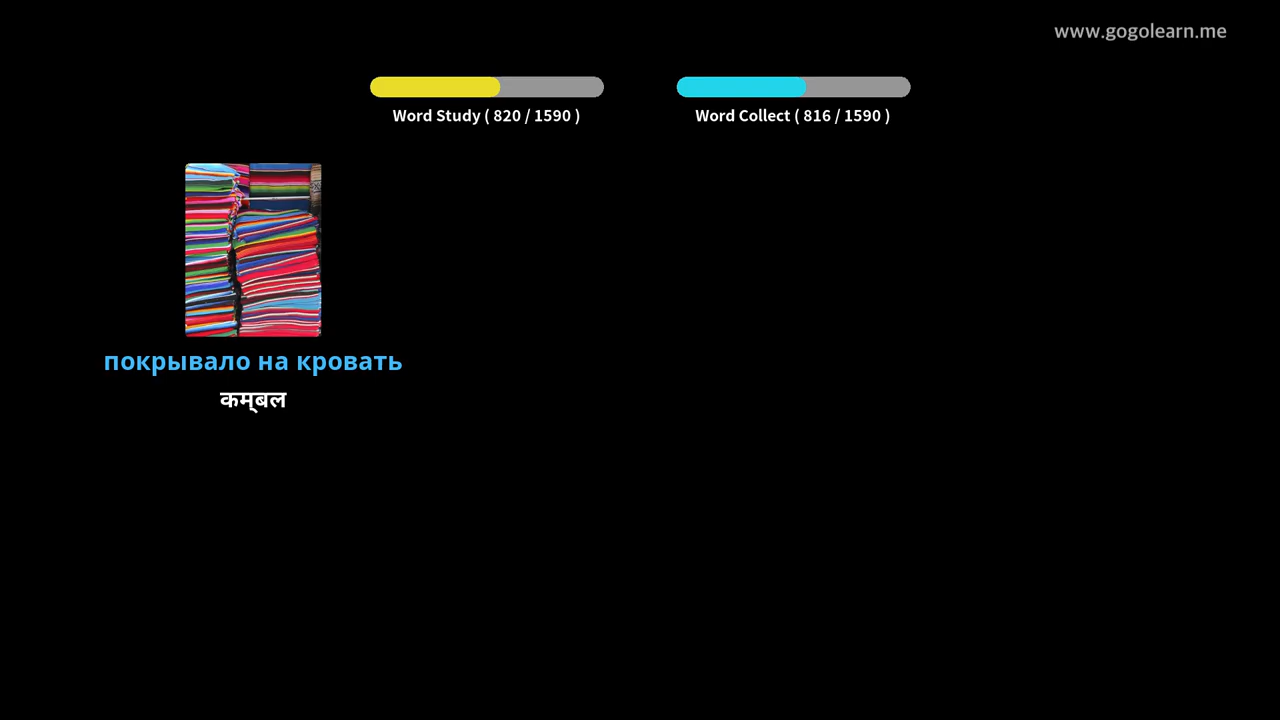 www.gogolearn.me
Word Study ( 820 / 1590 )
Word Collect ( 816 / 1590 )
покрывало на кровать
कम्बल